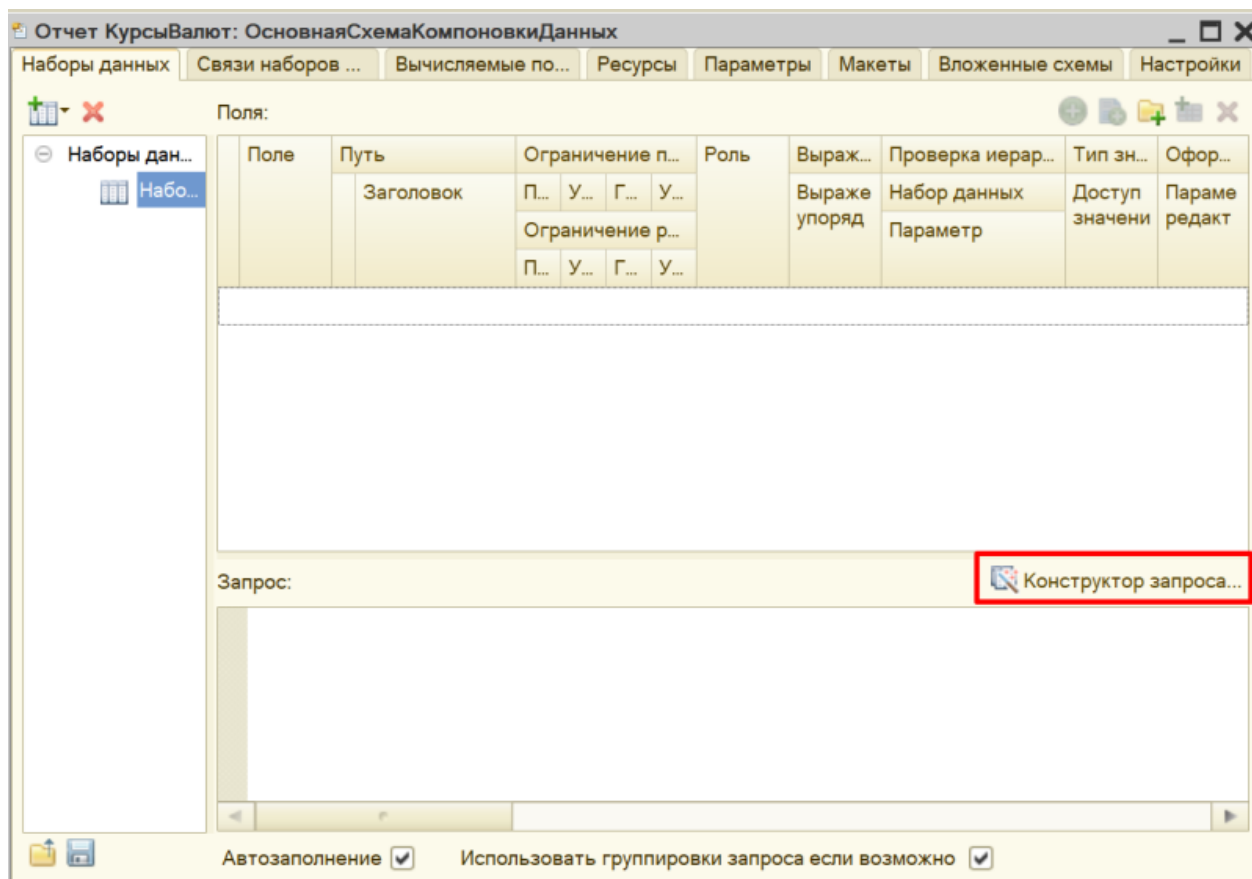 Отчет КурсыВалют: ОсновнаяСхемаКомпоновкиДанных
Наборы данных Связи наборов ... Вычисляемые по... Ресурсы Параметры Макеты Вложенные схемы Настройки
Поля:
Наборы дан...
Набо...
Поле Путь Ограничение п... Роль Выраж... Проверка иерар... Тип зн... Офор...
Заголовок П... У... Г... У... Выраже Набор данных Доступ Параме
Ограничение р... упоряд Параметр значени редакт
П... У... Г... У...
Запрос: Конструктор запроса...
Автозаполнение Использовать группировки запроса если возможно